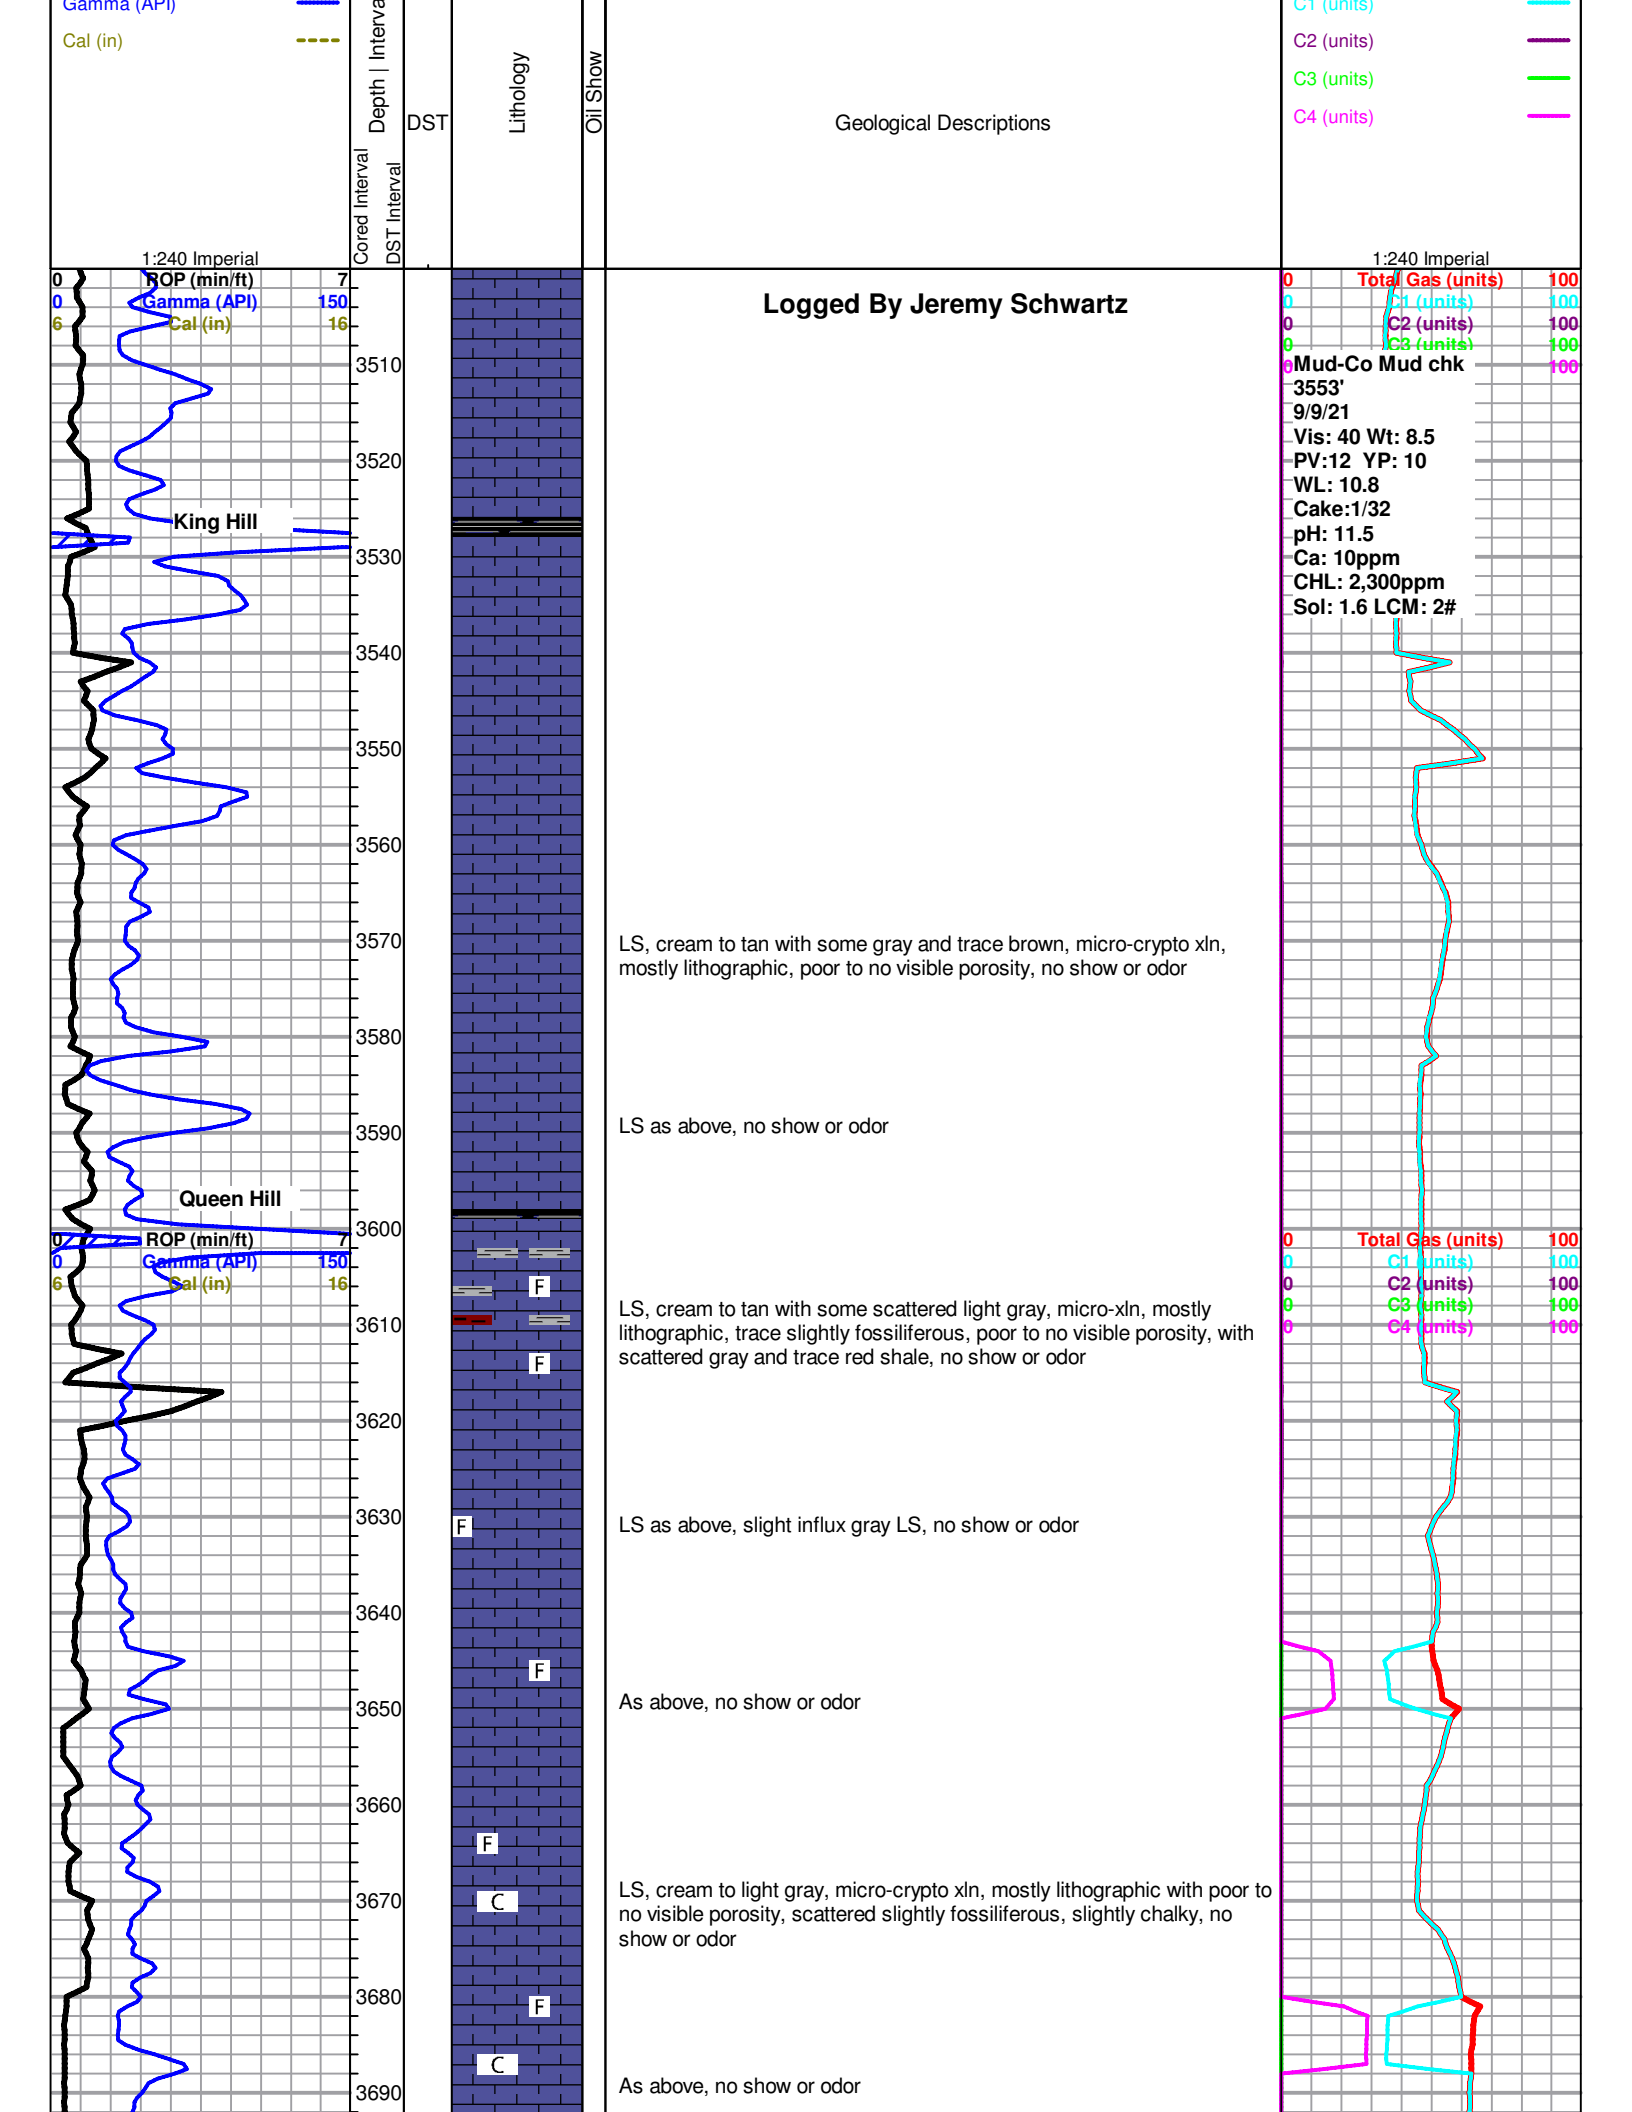 Gamma (API)
Cal (in)
Cored Interval
Depth | Interva
DST Interval
DST
Lithology
Oil Show
Geological Descriptions
C1 (units)
C2 (units)
C3 (units)
C4 (units)
1:240 Imperial
1:240 Imperial
0 ROP (min/ft) 7
0 Gamma (API) 150
6 Cal (in) 16
Logged By Jeremy Schwartz
0 Total Gas (units) 100
0 C1 (units) 100
0 C2 (units) 100
0 C3 (units) 100
0 100
Mud-Co Mud chk
3553'
9/9/21
Vis: 40 Wt: 8.5
PV:12 YP: 10
WL: 10.8
Cake:1/32
pH: 11.5
Ca: 10ppm
CHL: 2,300ppm
Sol: 1.6 LCM: 2#
3510
3520
King Hill
3530
3540
3550
3560
3570
LS, cream to tan with some gray and trace brown, micro-crypto xln,
mostly lithographic, poor to no visible porosity, no show or odor
3580
3590
LS as above, no show or odor
Queen Hill
3600
0 ROP (min/ft) 7
0 Gamma (API) 150
6 Cal (in) 16
0 Total Gas (units) 100
0 C1 (units) 100
0 C2 (units) 100
0 C3 (units) 100
0 C4 (units) 100
F
3610
LS, cream to tan with some scattered light gray, micro-xln, mostly
lithographic, trace slightly fossiliferous, poor to no visible porosity, with
scattered gray and trace red shale, no show or odor
F
3620
3630
F
LS as above, slight influx gray LS, no show or odor
3640
F
3650
As above, no show or odor
3660
F
3670
C
LS, cream to light gray, micro-crypto xln, mostly lithographic with poor to
no visible porosity, scattered slightly fossiliferous, slightly chalky, no
show or odor
3680
F
C
3690
As above, no show or odor